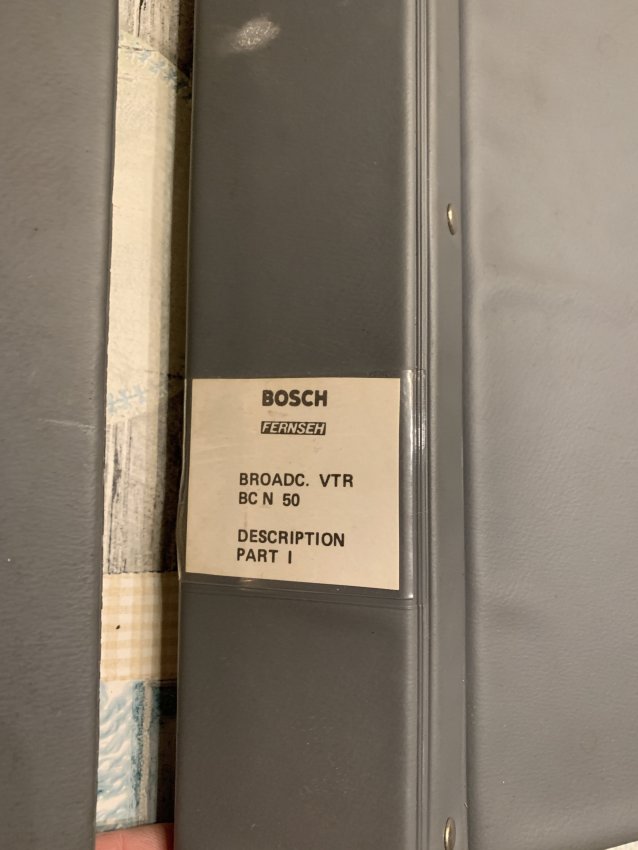 BOSCH
FERNSEH
BROADC. VTR
BC N 50
DESCRIPTION
PART I